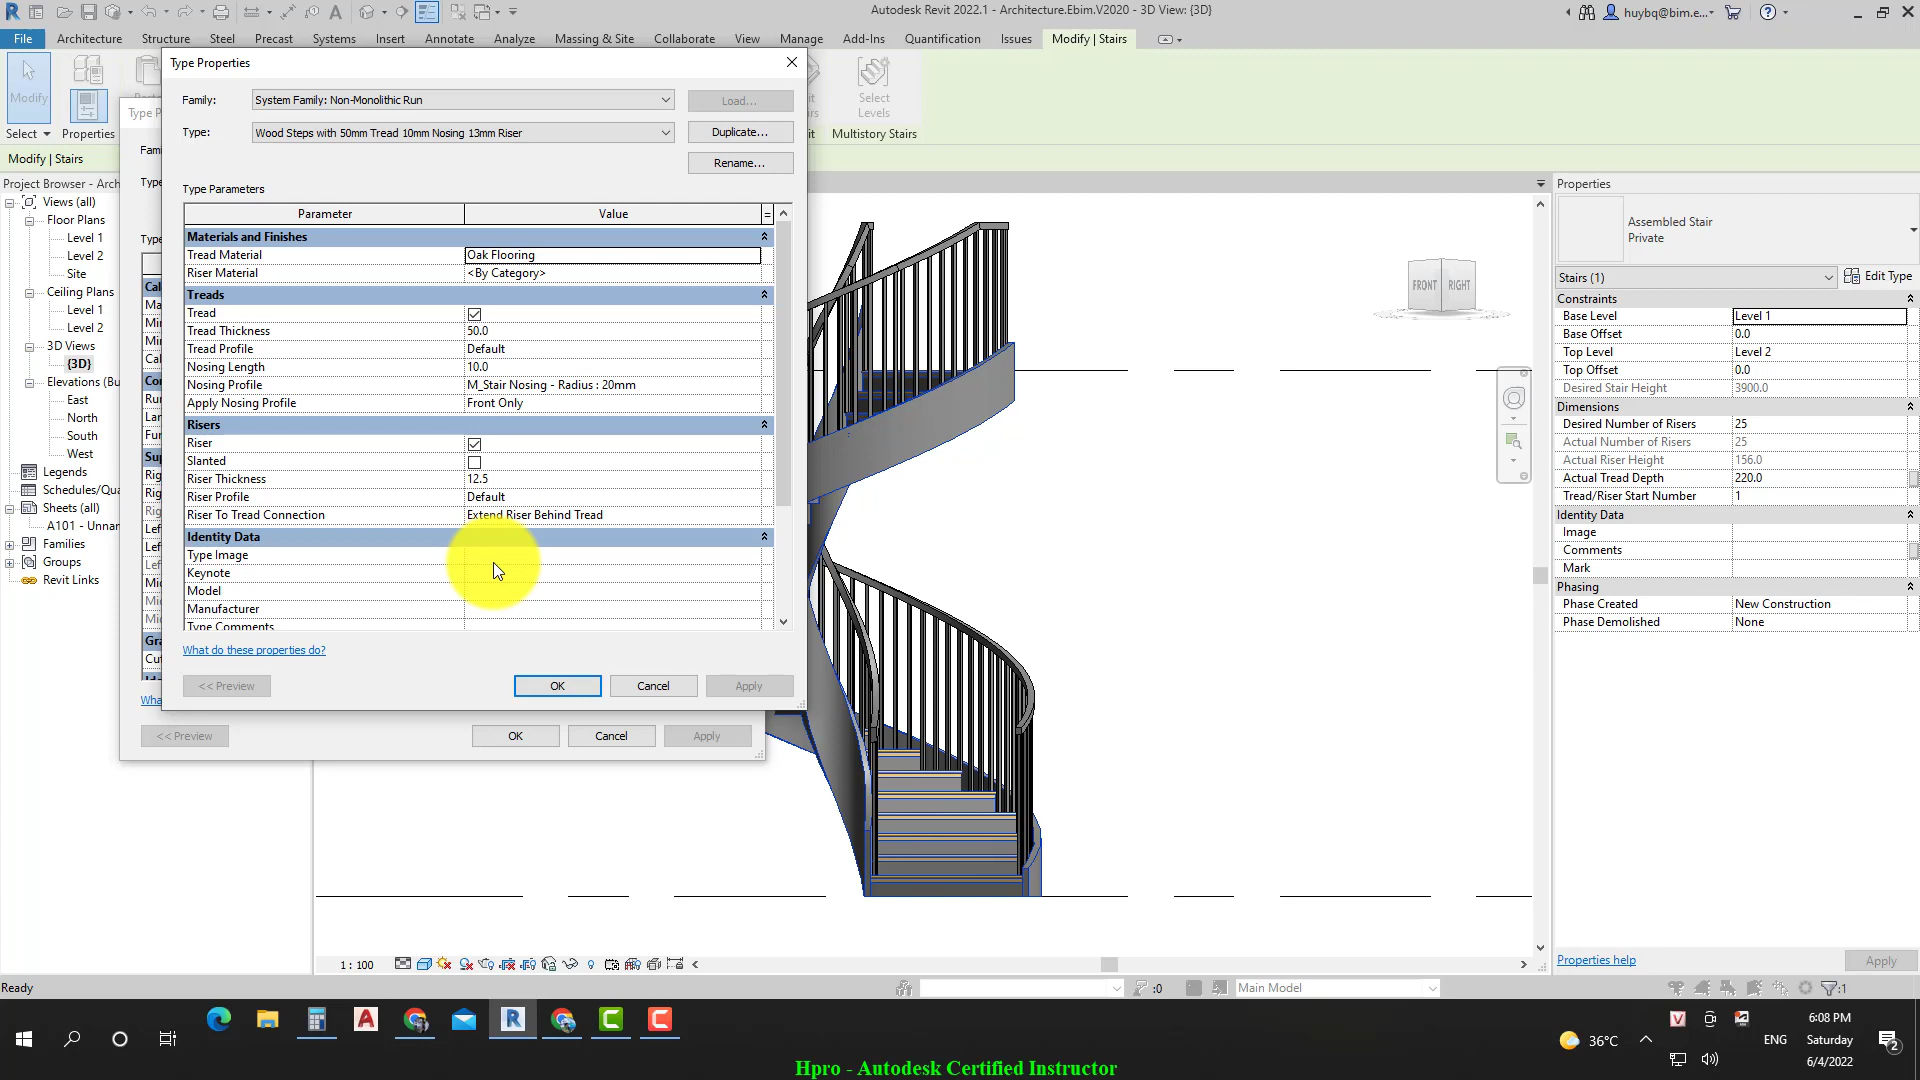 Autodesk Revit 2022.1 - Architecture.Ebim.V2020 - 3D View: {3D}
huybq@bim.e...
File Architecture Structure Steel Precast Systems Insert Annotate Analyze Massing & Site Collaborate View Manage Add-Ins Quantification Issues Modify | Stairs
Modify
Select
Properties
Select Levels
Multistory Stairs
Modify | Stairs
Project Browser - Arch
Views (all)
Floor Plans
Level 1
Level 2
Site
Ceiling Plans
Level 1
Level 2
3D Views
{3D}
Elevations (Bu
East
North
South
West
Legends
Schedules/Qua
Sheets (all)
A101 - Unnar
Families
Groups
Revit Links
Type Properties
Family: System Family: Non-Monolithic Run Load...
Type: Wood Steps with 50mm Tread 10mm Nosing 13mm Riser Duplicate...
Rename...
Type Parameters
Parameter Value =
Materials and Finishes
Tread Material Oak Flooring
Riser Material <By Category>
Treads
Tread
Tread Thickness 50.0
Tread Profile Default
Nosing Length 10.0
Nosing Profile M_Stair Nosing - Radius : 20mm
Apply Nosing Profile Front Only
Risers
Riser
Slanted
Riser Thickness 12.5
Riser Profile Default
Riser To Tread Connection Extend Riser Behind Tread
Identity Data
Type Image
Keynote
Model
Manufacturer
Type Comments
What do these properties do?
<< Preview OK Cancel Apply
<< Preview OK Cancel Apply
FRONT RIGHT
Properties
Assembled Stair
Private
Stairs (1) Edit Type
Constraints
Base Level Level 1
Base Offset 0.0
Top Level Level 2
Top Offset 0.0
Desired Stair Height 3900.0
Dimensions
Desired Number of Risers 25
Actual Number of Risers 25
Actual Riser Height 156.0
Actual Tread Depth 220.0
Tread/Riser Start Number 1
Identity Data
Image
Comments
Mark
Phasing
Phase Created New Construction
Phase Demolished None
Properties help Apply
1 : 100
Ready
:0
Main Model
:1
36°C
ENG
6:08 PM
Saturday
6/4/2022
2
Hpro - Autodesk Certified Instructor